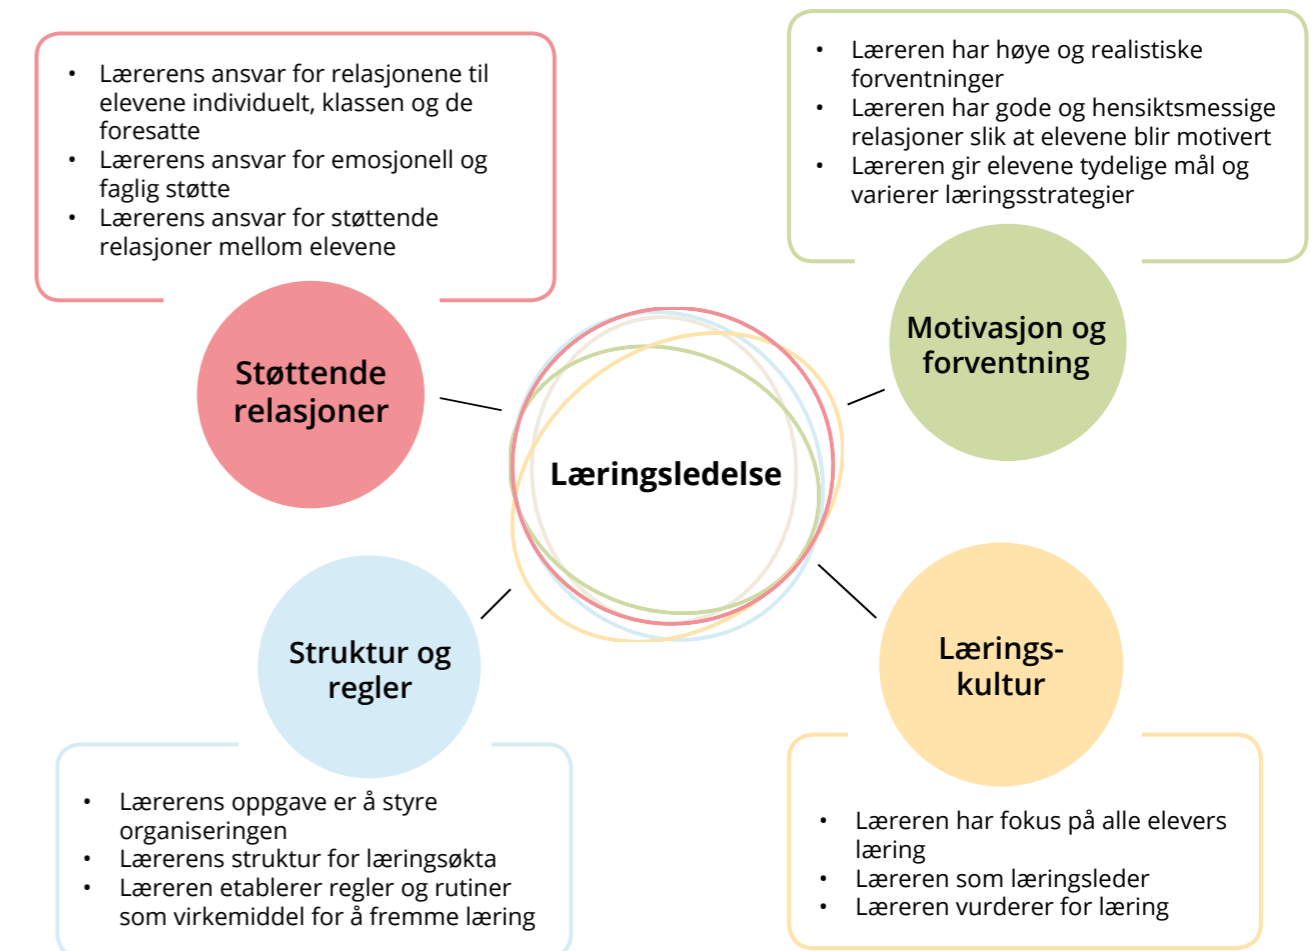 • Lærerens ansvar for relasjonene til
elevene individuelt, klassen og de
foresatte
• Lærerens ansvar for emosjonell og
faglig støtte
• Lærerens ansvar for støttende
relasjoner mellom elevene
Støttende
relasjoner
• Læreren har høye og realistiske
forventninger
• Læreren har gode og hensiktsmessige
relasjoner slik at elevene blir motivert
• Læreren gir elevene tydelige mål og
varierer læringsstrategier
Motivasjon og
forventning
Læringsledelse
Struktur og
regler
• Lærerens oppgave er å styre
organiseringen
• Lærerens struktur for læringsøkta
• Læreren etablerer regler og rutiner
som virkemiddel for å fremme læring
Lærings-
kultur
• Læreren har fokus på alle elevers
læring
• Læreren som læringsleder
• Læreren vurderer for læring